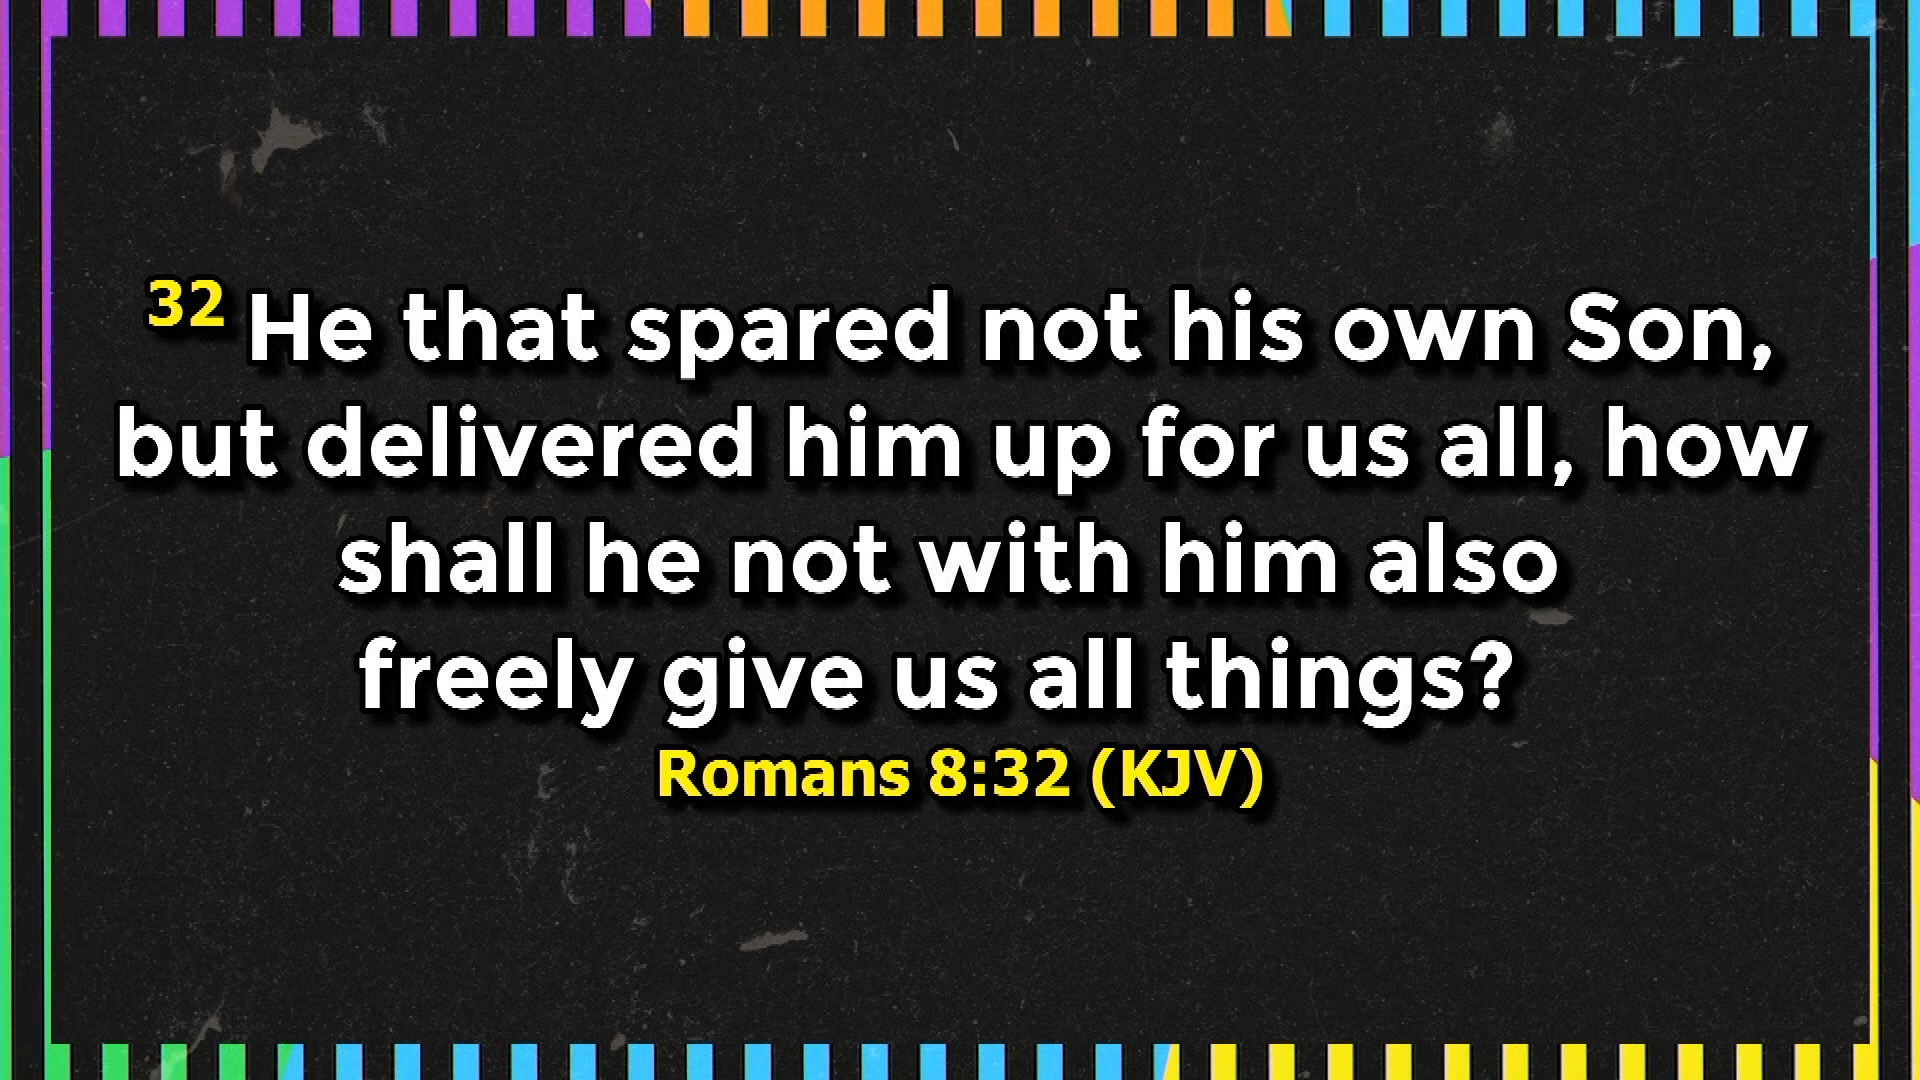 32 He that spared not his own Son,
but delivered him up for us all, how
shall he not with him also
freely give us all things?
Romans 8:32 (KJV)